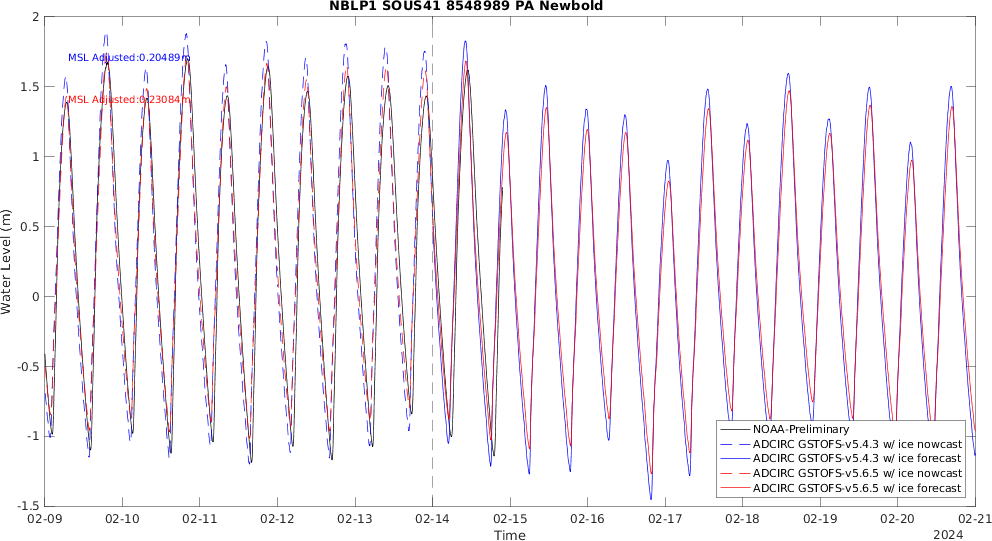 NBLP1 SOUS41 8548989 PA Newbold
2
1.5
1
0.5
0
-0.5
-1
-1.5
Water Level (m)
MSL Adjusted:0.20489m
MSL Adjusted:0.23084m
NOAA-Preliminary
ADCIRC GSTOFS-v5.4.3 w/ ice nowcast
ADCIRC GSTOFS-v5.4.3 w/ ice forecast
ADCIRC GSTOFS-v5.6.5 w/ ice nowcast
ADCIRC GSTOFS-v5.6.5 w/ ice forecast
02-09 02-10 02-11 02-12 02-13 02-14 02-15 02-16 02-17 02-18 02-19 02-20 02-21
Time
2024